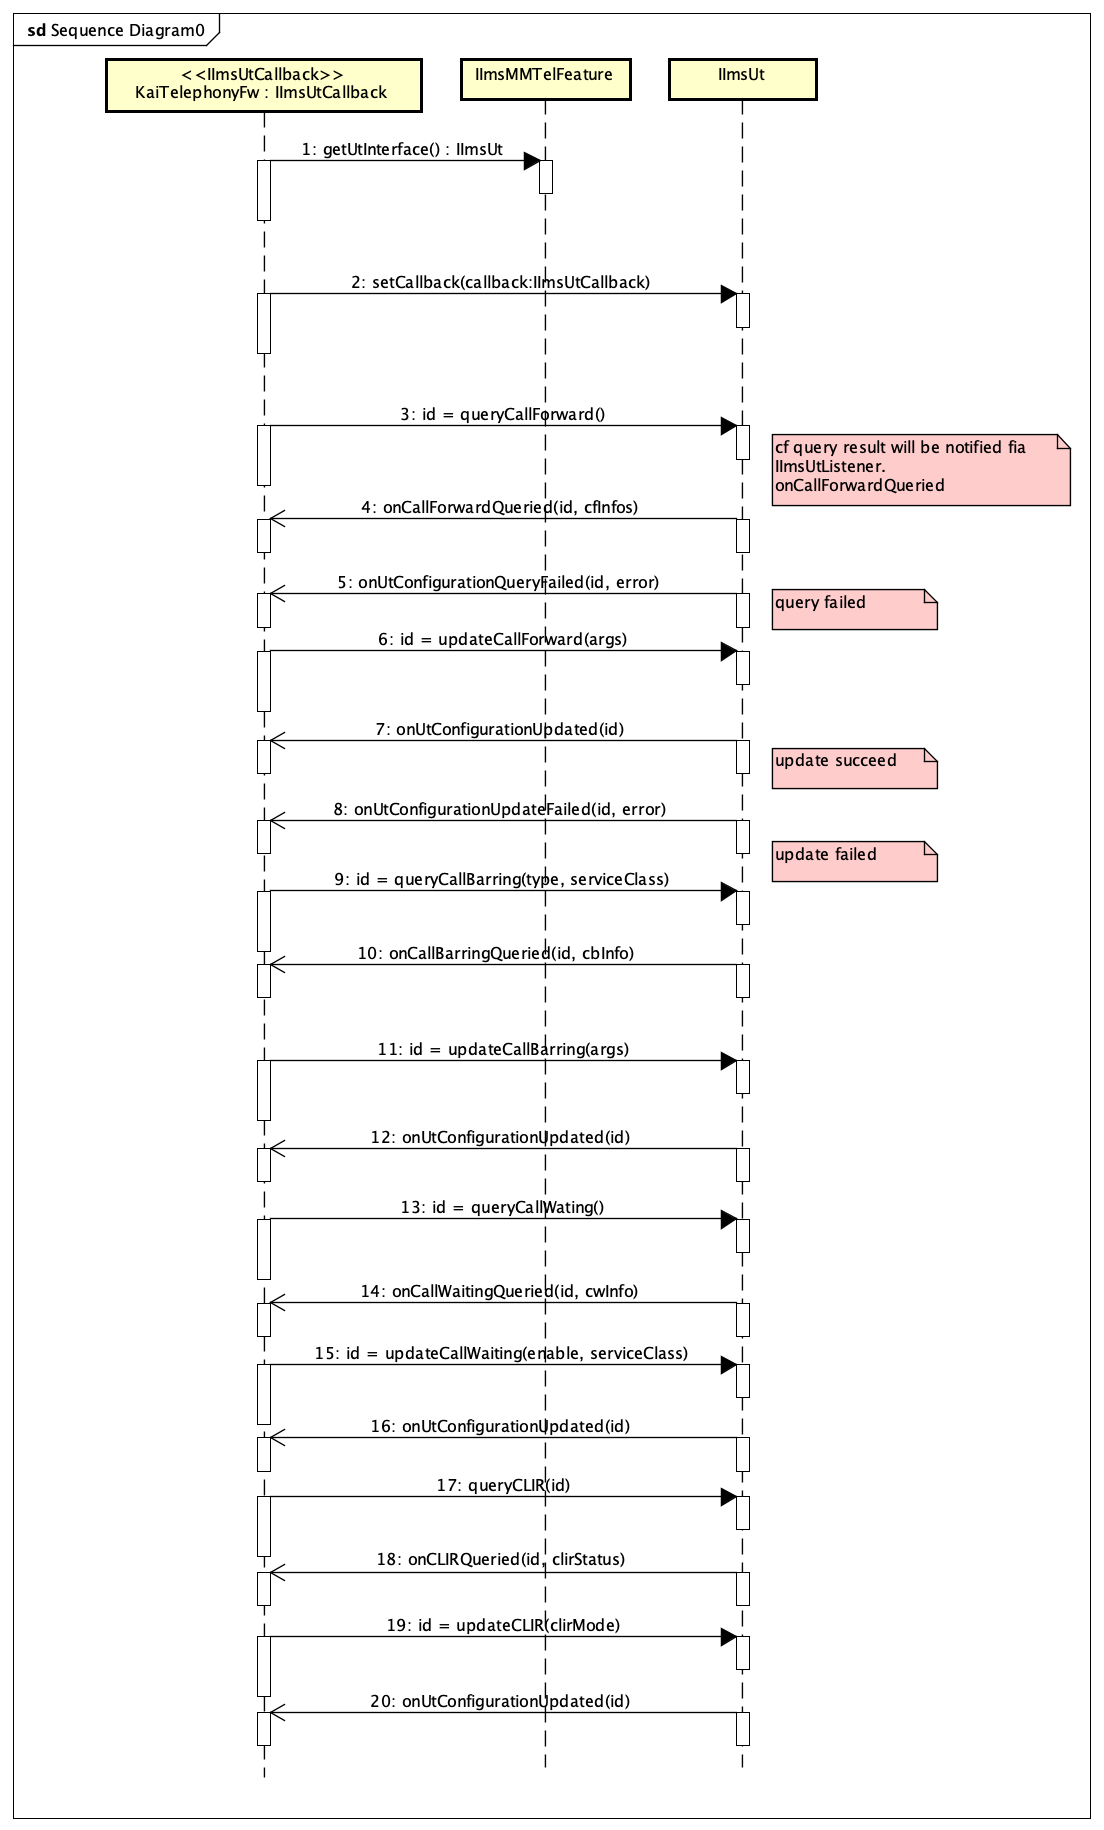 sd Sequence Diagram0
<<IImsUtCallback>>
KaiTelephonyFw : IImsUtCallback
IImsMMTelFeature
IImsUt
1: getUtInterface() : IImsUt
2: setCallback(callback:IImsUtCallback)
3: id = queryCallForward()
cf query result will be notified fia
IImsUtListener.
onCallForwardQueried
4: onCallForwardQueried(id, cfInfos)
5: onUtConfigurationQueryFailed(id, error)
query failed
6: id = updateCallForward(args)
7: onUtConfigurationUpdated(id)
update succeed
8: onUtConfigurationUpdateFailed(id, error)
update failed
9: id = queryCallBarring(type, serviceClass)
10: onCallBarringQueried(id, cbInfo)
11: id = updateCallBarring(args)
12: onUtConfigurationUpdated(id)
13: id = queryCallWating()
14: onCallWaitingQueried(id, cwInfo)
15: id = updateCallWaiting(enable, serviceClass)
16: onUtConfigurationUpdated(id)
17: queryCLIR(id)
18: onCLIRQueried(id, clirStatus)
19: id = updateCLIR(clirMode)
20: onUtConfigurationUpdated(id)